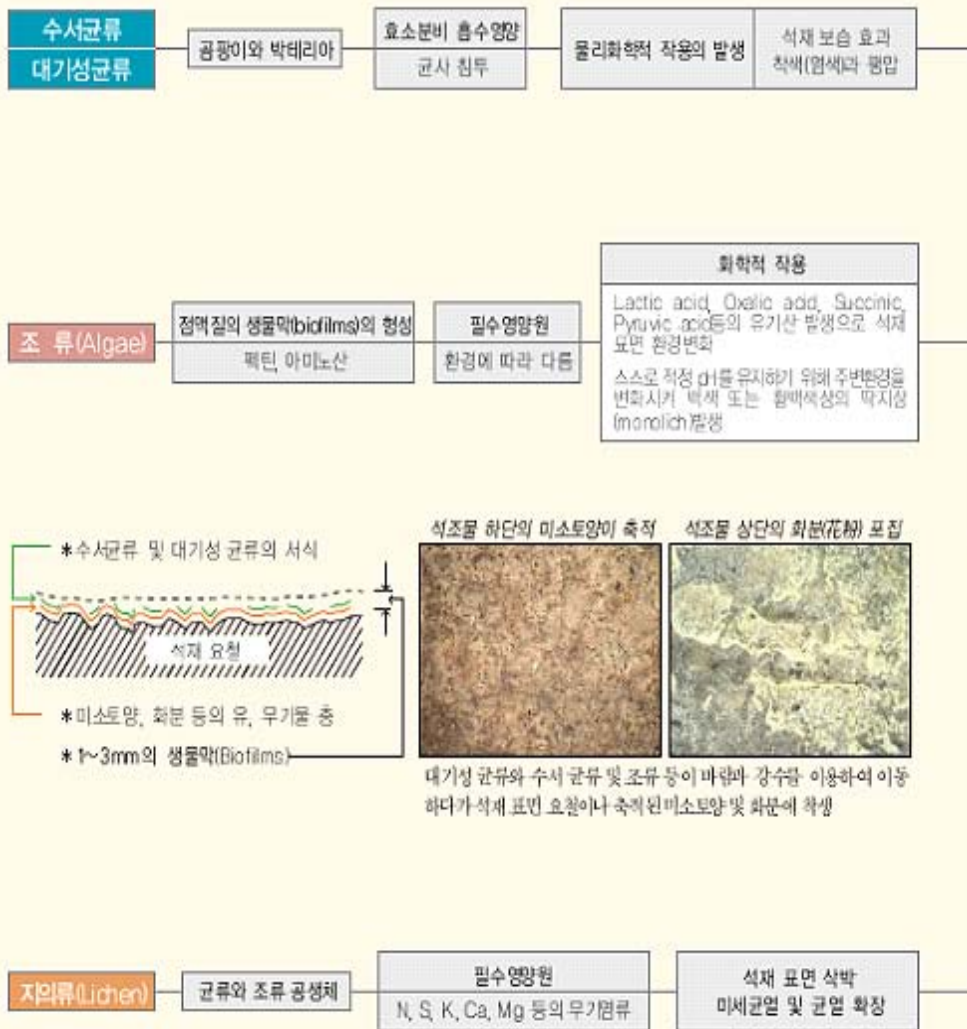 수서균류
대기성균류
곰팡이와 박테리아
효소분비 흡수영양
균사 침투
물리화학적 작용의 발생
석재 보습 효과
착색(염색)과 팽압
조 류(Algae)
점액질의 생물막(biofilms)의 형성
펙틴, 아미노산
필수영양원
환경에 따라 다름
화학적 작용
Lactic acid, Oxalic acid, Succinic,
Pyruvic acid등의 유기산 발생으로 석재
표면 환경변화
스스로 적정 pH를 유지하기 위해 주변환경을
변화시켜 백색 또는 황백색상의 딱지상
(monolich)발생
*수서균류 및 대기성 균류의 서식
석재 요철
*미소토양, 화분 등의 유, 무기물 층
*1~3mm의 생물막(Biofilms)
석조물 하단의 미소토양이 축적
석조물 상단의 화분(花粉) 포집
대기성 균류와 수서 균류 및 조류 등이 바람과 강수를 이용하여 이동
하다가 석재 표면 요철이나 축적된 미소토양 및 화분에 착생
지의류(Lichen)
균류와 조류 공생체
필수영양원
N, S, K, Ca, Mg 등의 무기염류
석재 표면 삭박
미세균열 및 균열 확장